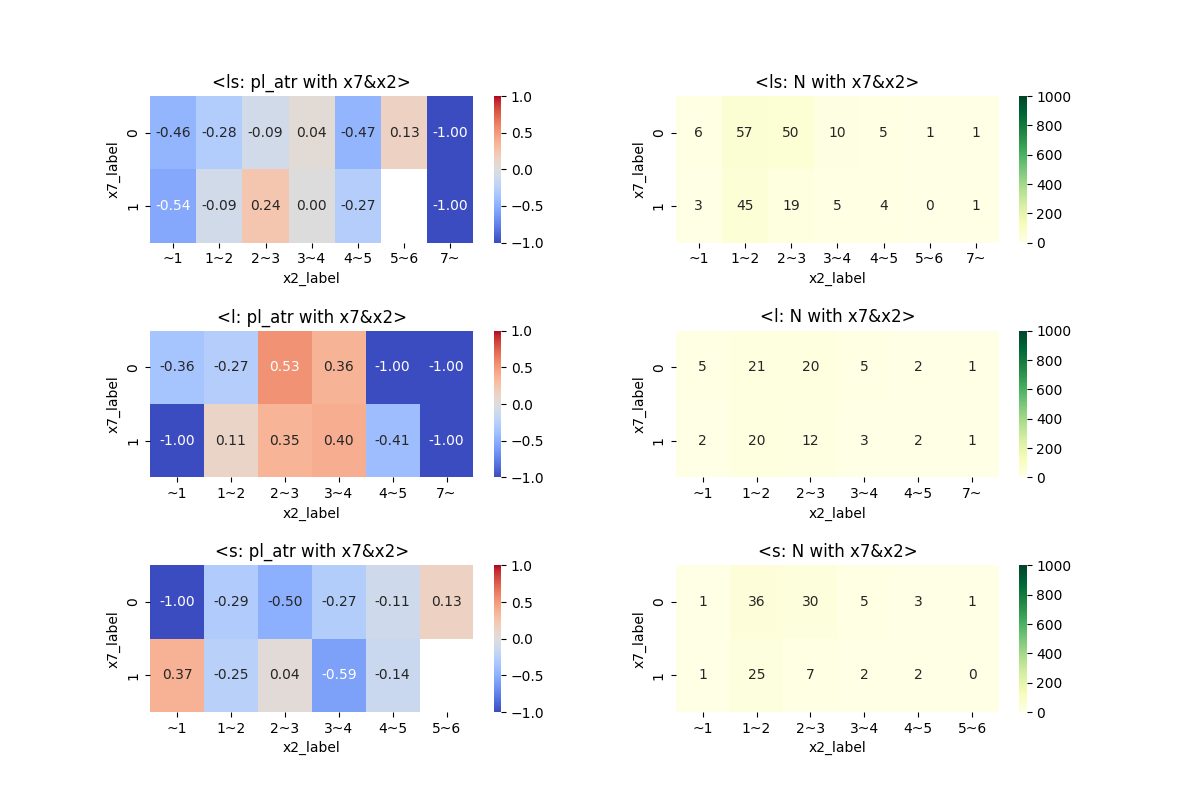 <ls: pl_atr with x7&x2>
x7_label
0 -0.46 -0.28 -0.09 0.04 -0.47 0.13 -1.00
1 -0.54 -0.09 0.24 0.00 -0.27 -1.00
~1 1~2 2~3 3~4 4~5 5~6 7~
x2_label
1.0
0.5
0.0
−0.5
−1.0
<ls: N with x7&x2>
x7_label
0 6 57 50 10 5 1 1
1 3 45 19 5 4 0 1
~1 1~2 2~3 3~4 4~5 5~6 7~
x2_label
1000
800
600
400
200
0
<l: pl_atr with x7&x2>
x7_label
0 -0.36 -0.27 0.53 0.36 -1.00 -1.00
1 -1.00 0.11 0.35 0.40 -0.41 -1.00
~1 1~2 2~3 3~4 4~5 7~
x2_label
1.0
0.5
0.0
−0.5
−1.0
<l: N with x7&x2>
x7_label
0 5 21 20 5 2 1
1 2 20 12 3 2 1
~1 1~2 2~3 3~4 4~5 7~
x2_label
1000
800
600
400
200
0
<s: pl_atr with x7&x2>
x7_label
0 -1.00 -0.29 -0.50 -0.27 -0.11 0.13
1 0.37 -0.25 0.04 -0.59 -0.14
~1 1~2 2~3 3~4 4~5 5~6
x2_label
1.0
0.5
0.0
−0.5
−1.0
<s: N with x7&x2>
x7_label
0 1 36 30 5 3 1
1 1 25 7 2 2 0
~1 1~2 2~3 3~4 4~5 5~6
x2_label
1000
800
600
400
200
0